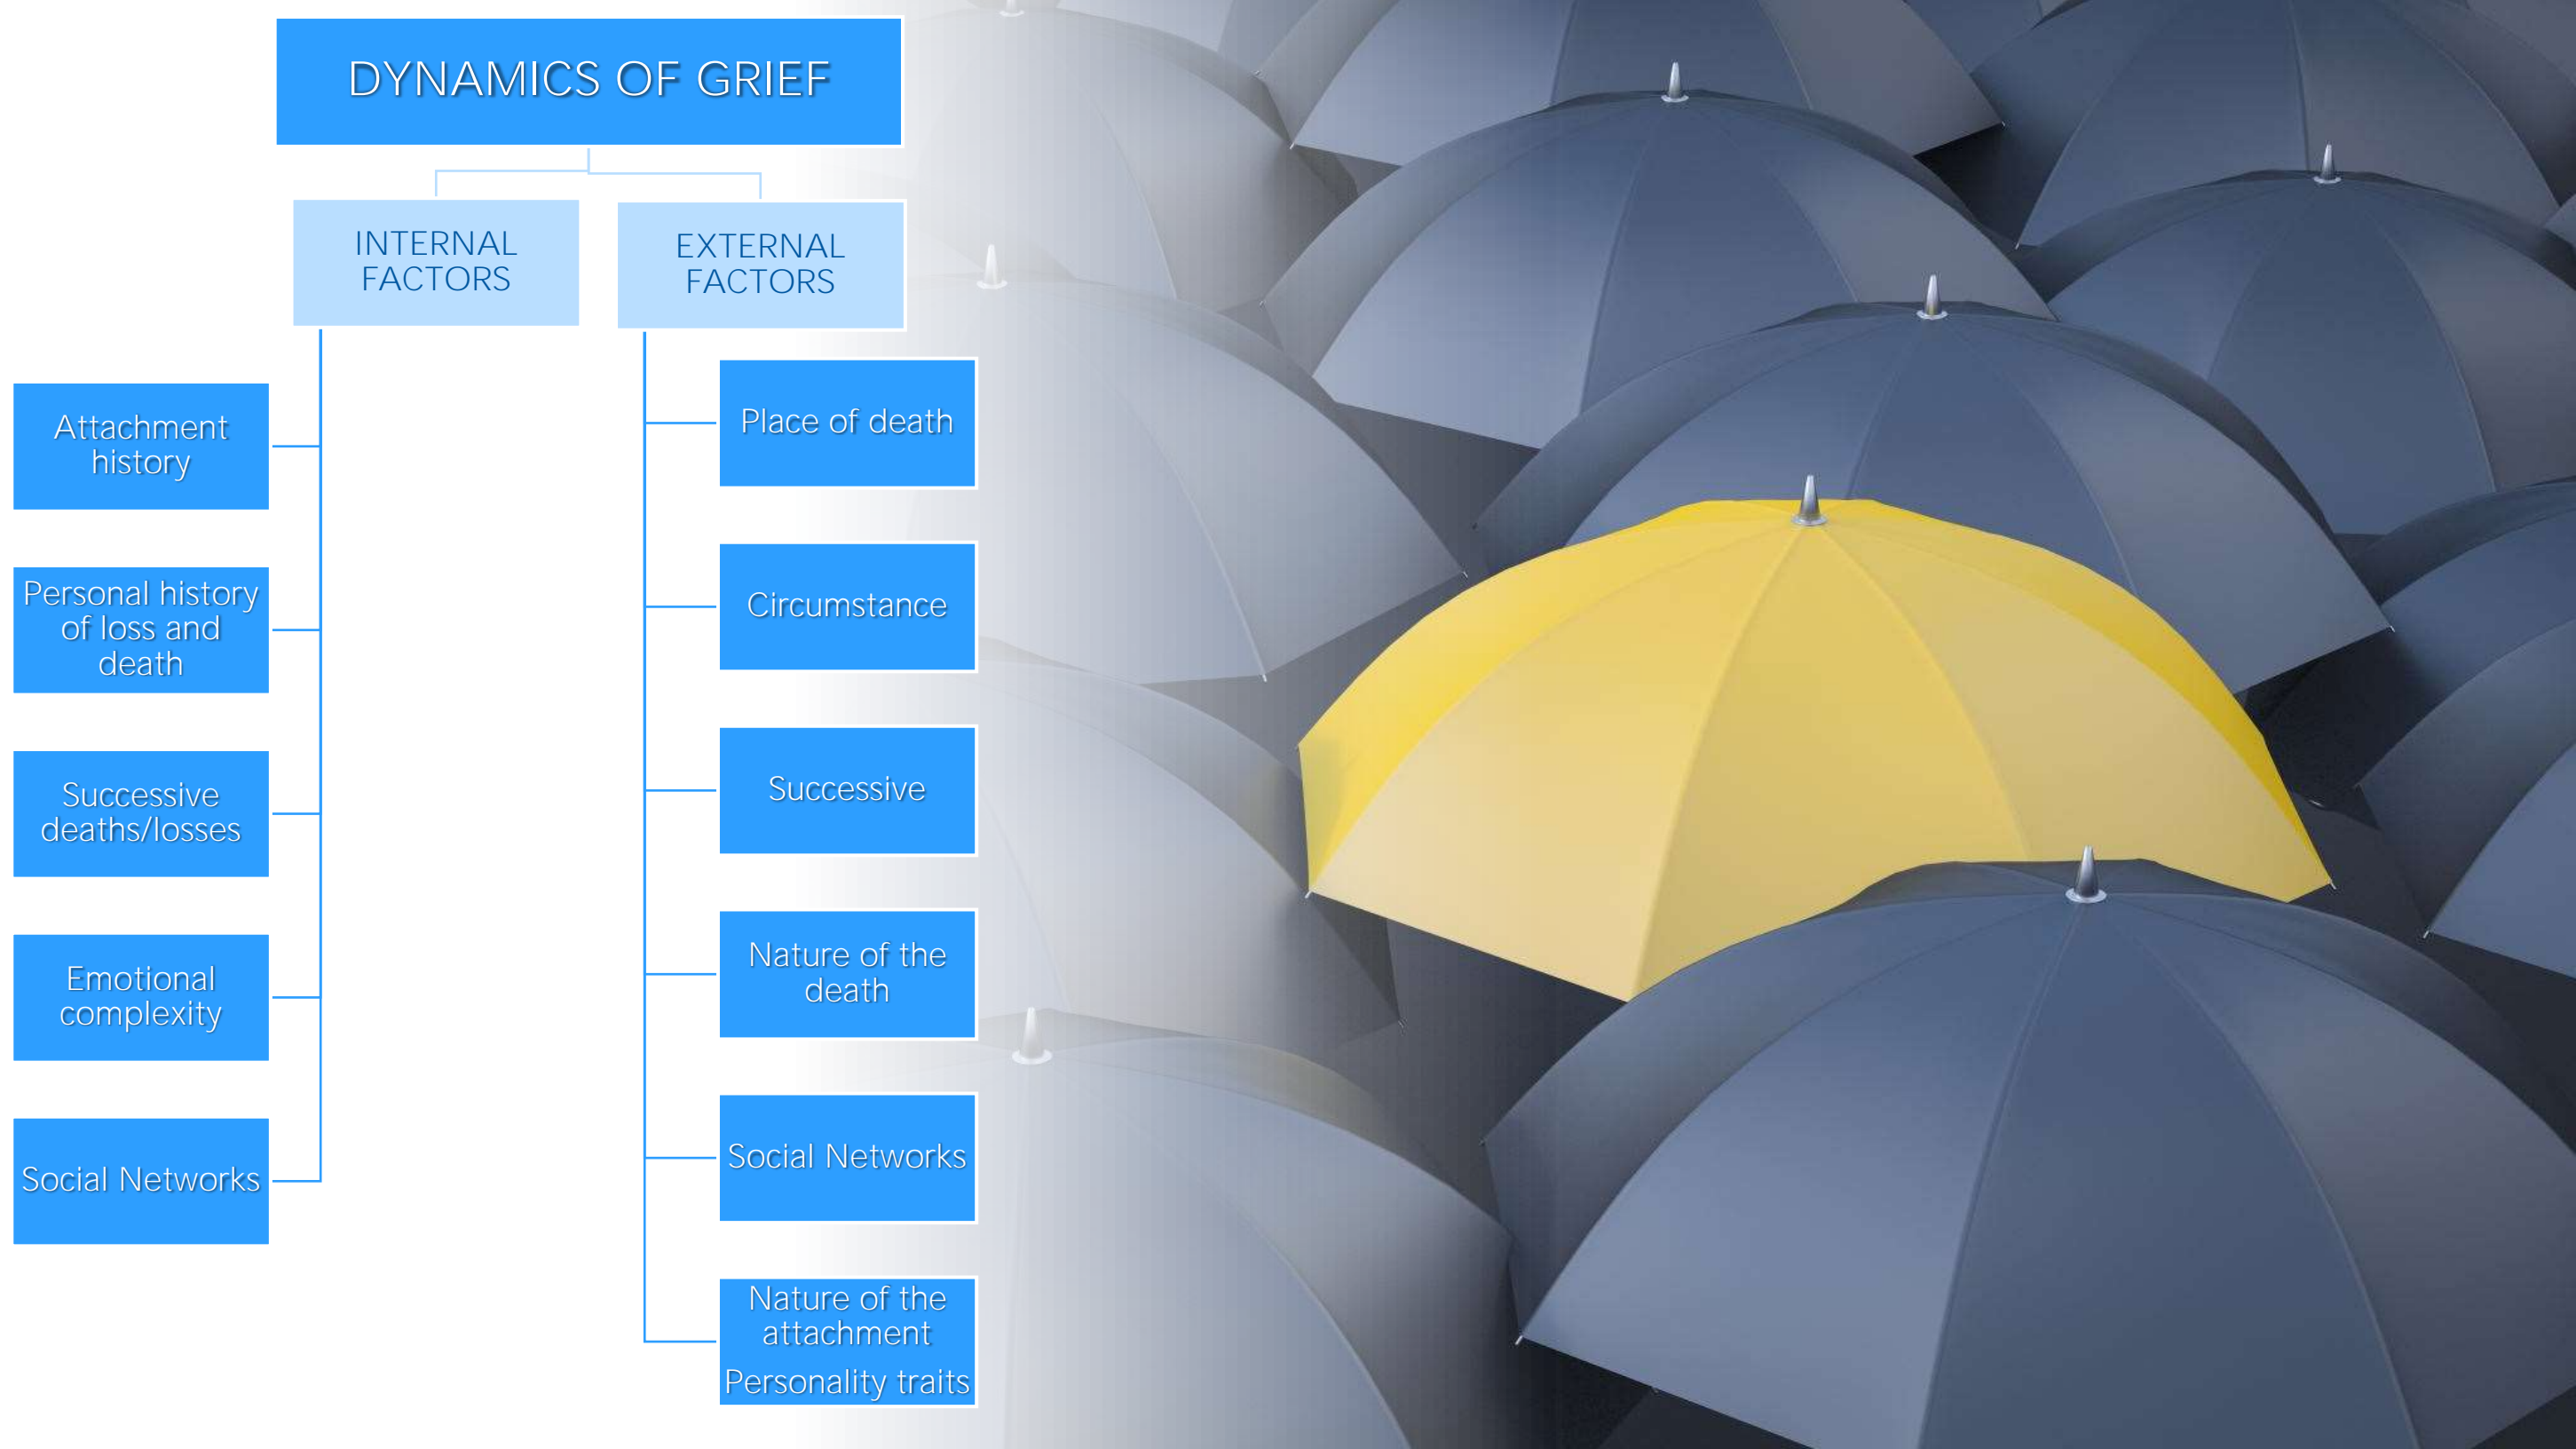 DYNAMICS OF GRIEF
INTERNAL
FACTORS
Attachment
history
Personal history
of loss and
death
Successive
deaths/losses
Emotional
complexity
Social Networks
EXTERNAL
FACTORS
Place of death
Circumstance
Successive
Nature of the
death
Social Networks
Nature of the
attachment
Personality traits